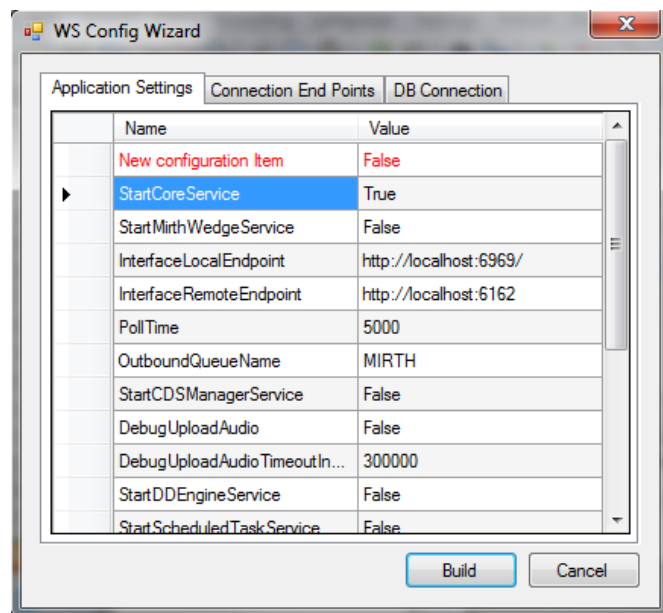 WS Config Wizard
Application Settings Connection End Points DB Connection
Name Value
New configuration Item False
StartCoreService True
StartMirthWedgeService False
InterfaceLocalEndpoint http://localhost:6969/
InterfaceRemoteEndpoint http://localhost:6162
PollTime 5000
OutboundQueueName MIRTH
StartCDSManagerService False
DebugUploadAudio False
DebugUploadAudioTimeoutIn... 300000
StartDDEngineService False
StartScheduledTaskService False
Build Cancel